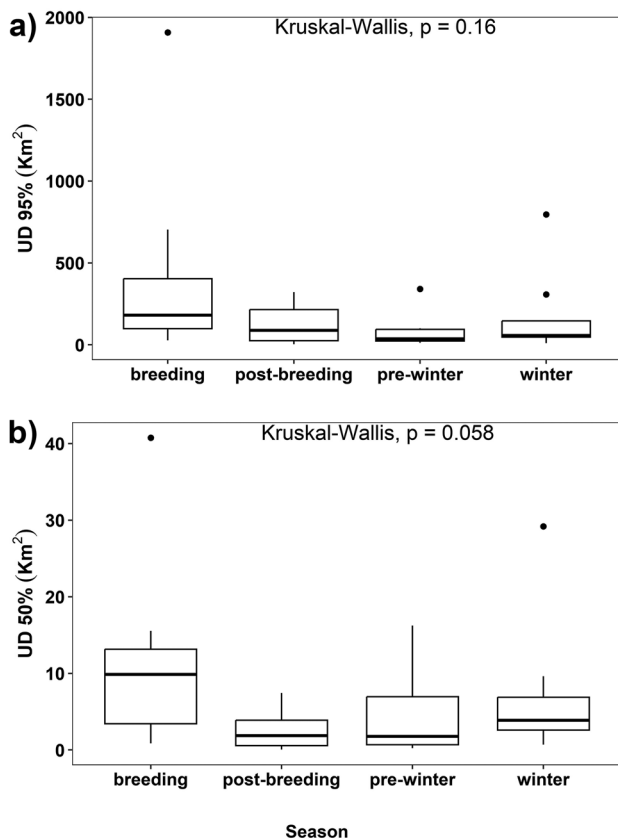 a)
Kruskal-Wallis, p = 0.16
UD 95% (Km²)
2000
1500
1000
500
0
breeding post-breeding pre-winter winter
b)
Kruskal-Wallis, p = 0.058
UD 50% (Km²)
40
30
20
10
0
breeding post-breeding pre-winter winter
Season